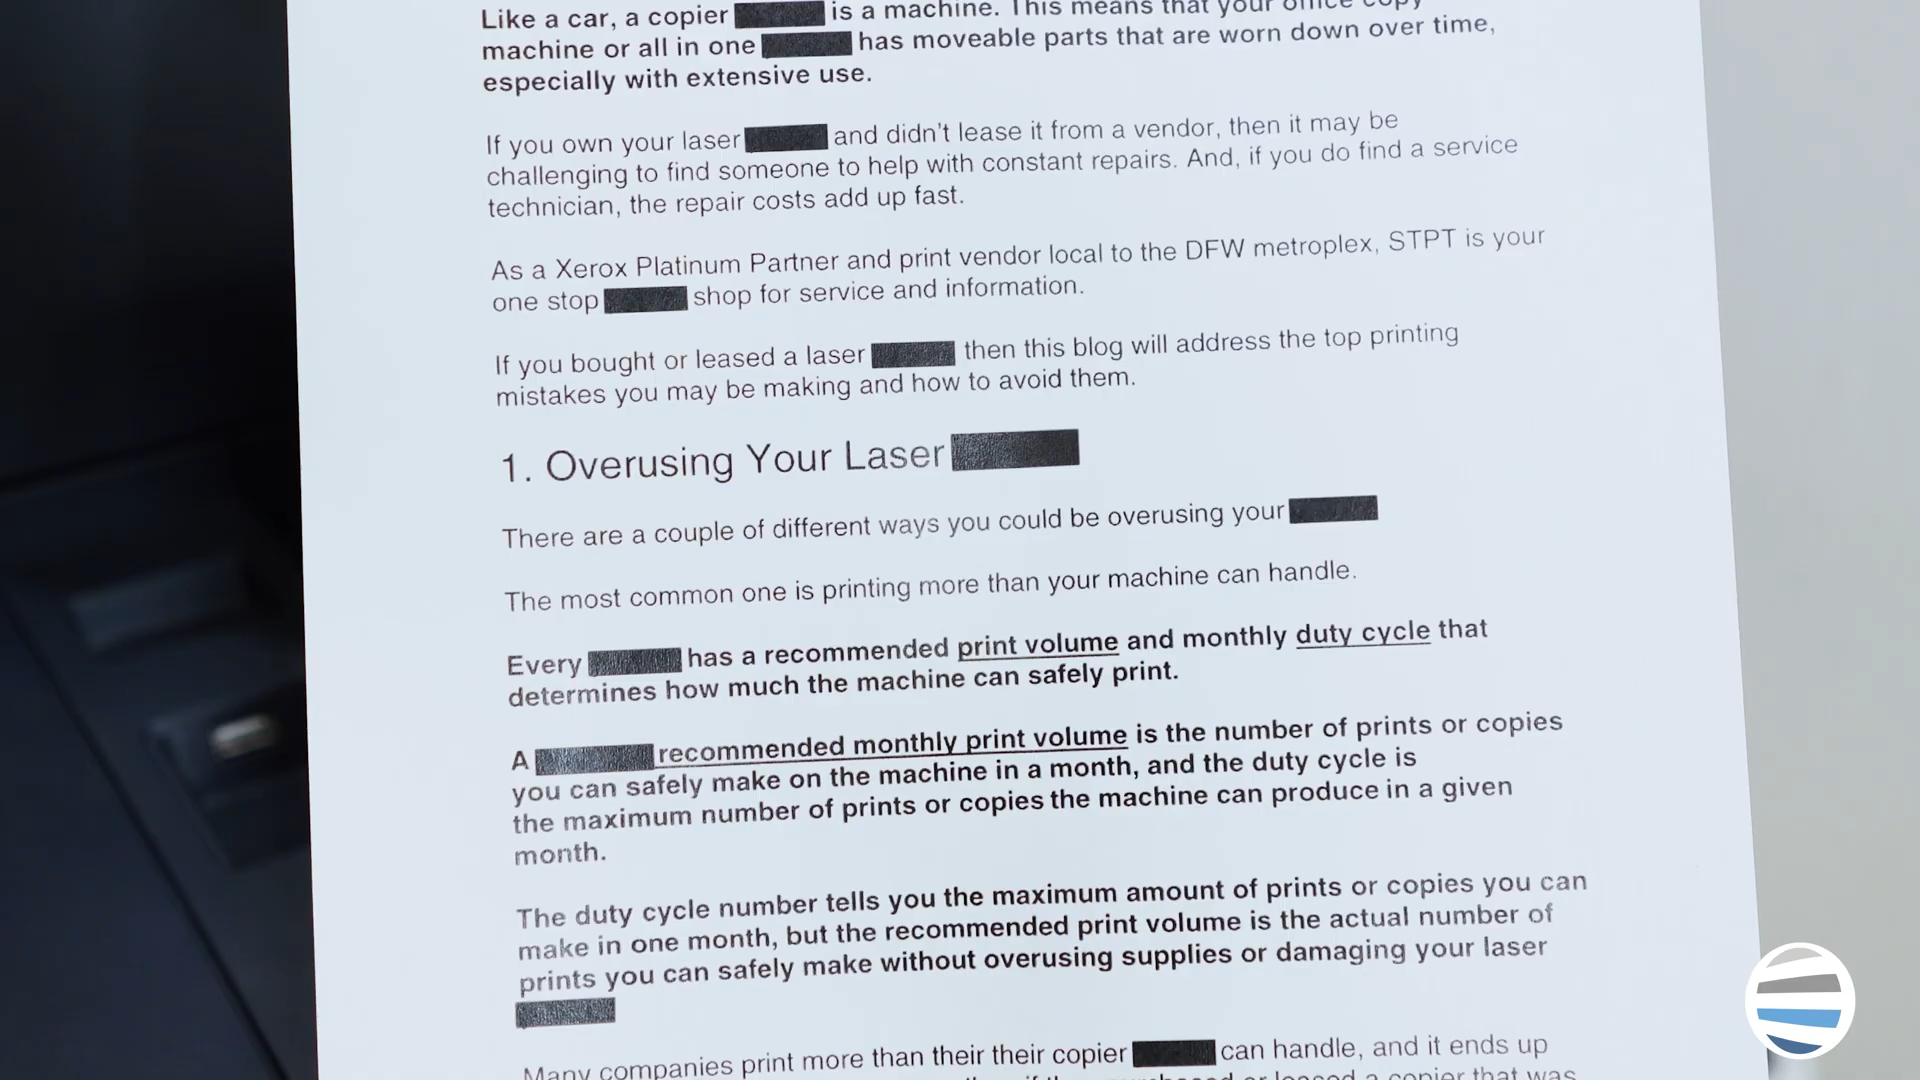 Like a car, a copier is a machine. This means that your office copy
machine or all in one has moveable parts that are worn down over time,
especially with extensive use.
If you own your laser and didn't lease it from a vendor, then it may be
challenging to find someone to help with constant repairs. And, if you do find a service
technician, the repair costs add up fast.
As a Xerox Platinum Partner and print vendor local to the DFW metroplex, STPT is your
one stop shop for service and information.
If you bought or leased a laser then this blog will address the top printing
mistakes you may be making and how to avoid them.
1. Overusing Your Laser
There are a couple of different ways you could be overusing your
The most common one is printing more than your machine can handle.
Every has a recommended print volume and monthly duty cycle that
determines how much the machine can safely print.
A recommended monthly print volume is the number of prints or copies
you can safely make on the machine in a month, and the duty cycle is
the maximum number of prints or copies the machine can produce in a given
month.
The duty cycle number tells you the maximum amount of prints or copies you can
make in one month, but the recommended print volume is the actual number of
prints you can safely make without overusing supplies or damaging your laser
Many companies print more than their their copier can handle, and it ends up
or leased a copier that was